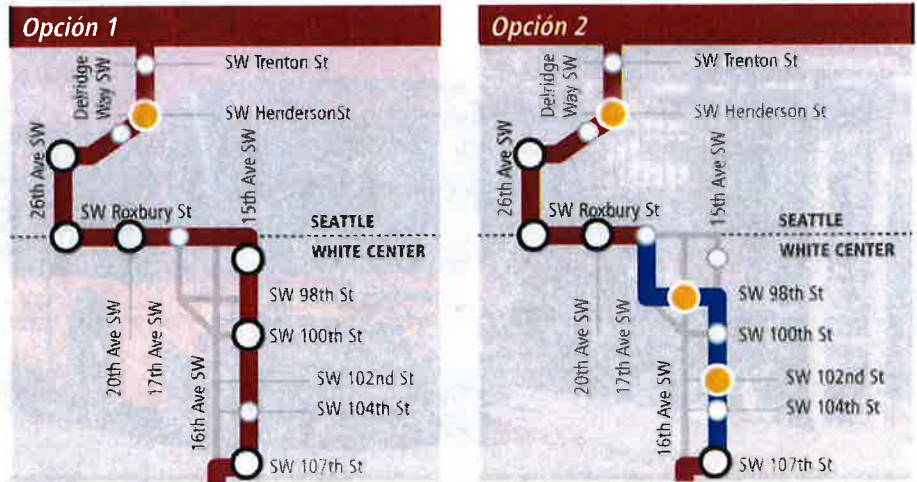 Opción 1
SW Trenton St
Delridge
Way SW
SW Henderson St
26th Ave SW
15th Ave SW
SW Roxbury St
SEATTLE
WHITE CENTER
SW 98th St
20th Ave SW
17th Ave SW
SW 100th St
16th Ave SW
SW 102nd St
SW 104th St
SW 107th St
Opción 2
SW Trenton St
Delridge
Way SW
SW Henderson St
26th Ave SW
15th Ave SW
SW Roxbury St
SEATTLE
WHITE CENTER
SW 98th St
20th Ave SW
17th Ave SW
SW 100th St
16th Ave SW
SW 102nd St
SW 104th St
SW 107th St